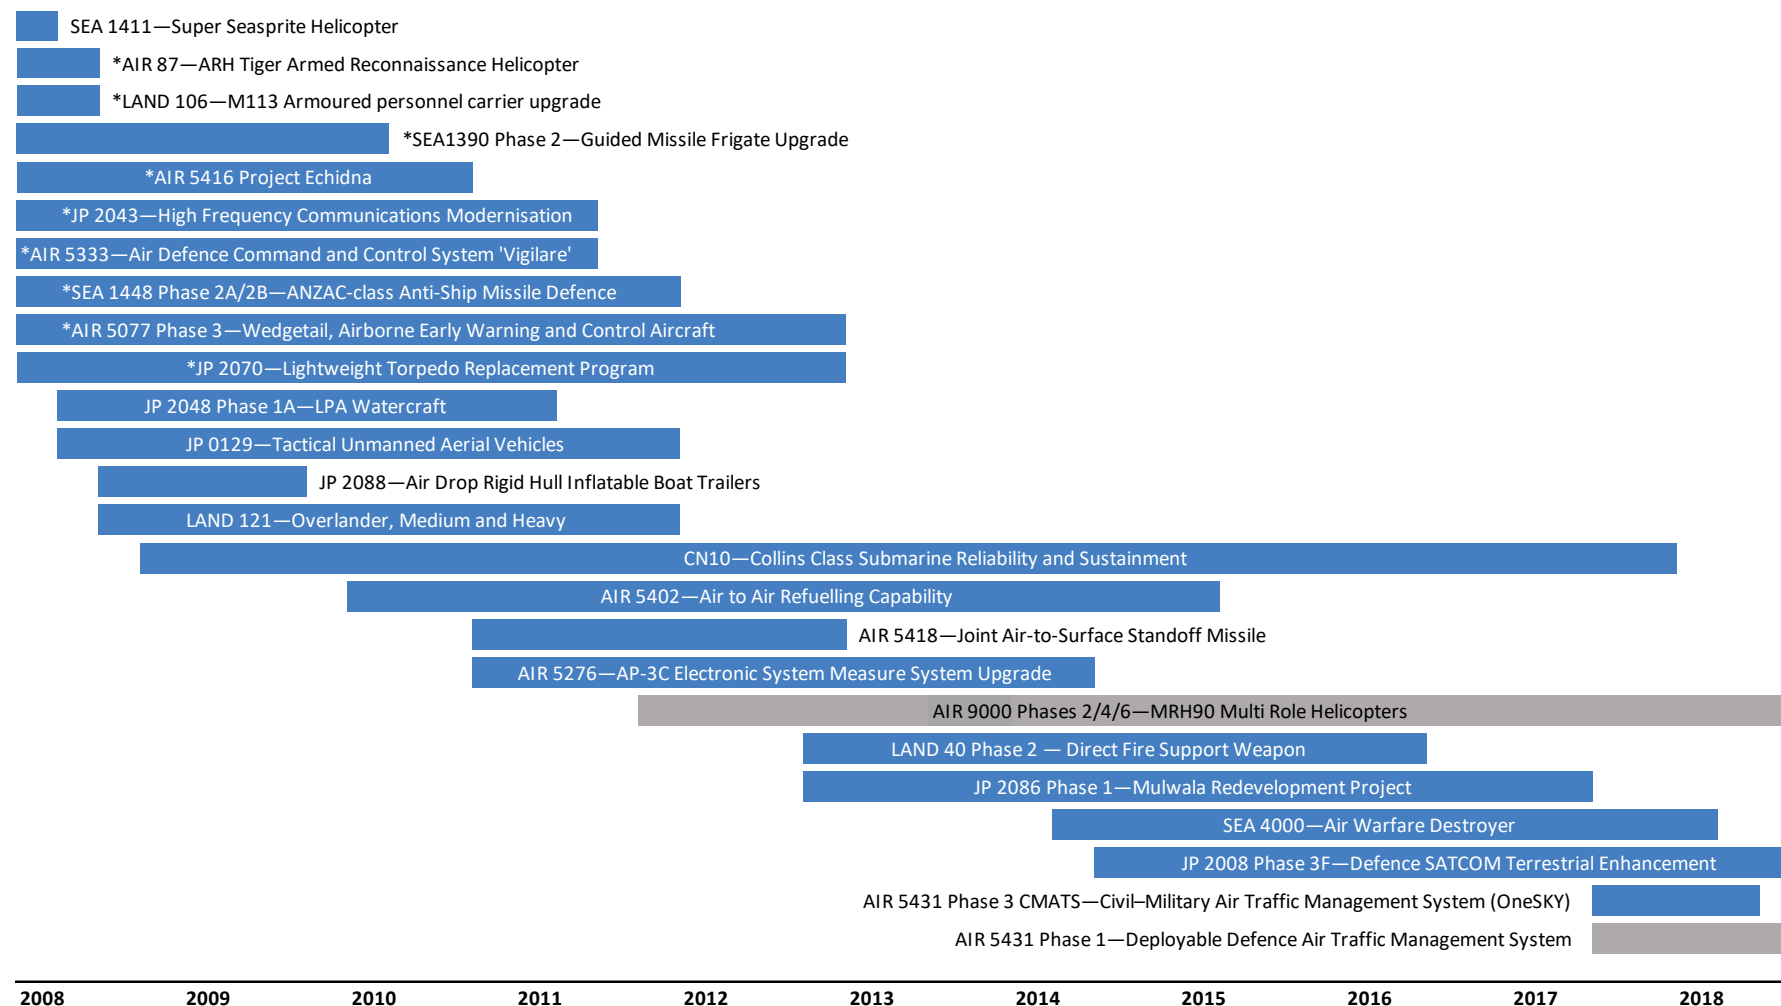 SEA 1411—Super Seasprite Helicopter
*AIR 87—ARH Tiger Armed Reconnaissance Helicopter
*LAND 106—M113 Armoured personnel carrier upgrade
*SEA1390 Phase 2—Guided Missile Frigate Upgrade
*AIR 5416 Project Echidna
*JP 2043—High Frequency Communications Modernisation
*AIR 5333—Air Defence Command and Control System 'Vigilare'
*SEA 1448 Phase 2A/2B—ANZAC-class Anti-Ship Missile Defence
*AIR 5077 Phase 3—Wedgetail, Airborne Early Warning and Control Aircraft
*JP 2070—Lightweight Torpedo Replacement Program
JP 2048 Phase 1A—LPA Watercraft
JP 0129—Tactical Unmanned Aerial Vehicles
JP 2088—Air Drop Rigid Hull Inflatable Boat Trailers
LAND 121—Overlander, Medium and Heavy
CN10—Collins Class Submarine Reliability and Sustainment
AIR 5402—Air to Air Refuelling Capability
AIR 5418—Joint Air-to-Surface Standoff Missile
AIR 5276—AP-3C Electronic System Measure System Upgrade
AIR 9000 Phases 2/4/6—MRH90 Multi Role Helicopters
LAND 40 Phase 2 — Direct Fire Support Weapon
JP 2086 Phase 1—Mulwala Redevelopment Project
SEA 4000—Air Warfare Destroyer
JP 2008 Phase 3F—Defence SATCOM Terrestrial Enhancement
AIR 5431 Phase 3 CMATS—Civil–Military Air Traffic Management System (OneSKY)
AIR 5431 Phase 1—Deployable Defence Air Traffic Management System
2008 2009 2010 2011 2012 2013 2014 2015 2016 2017 2018